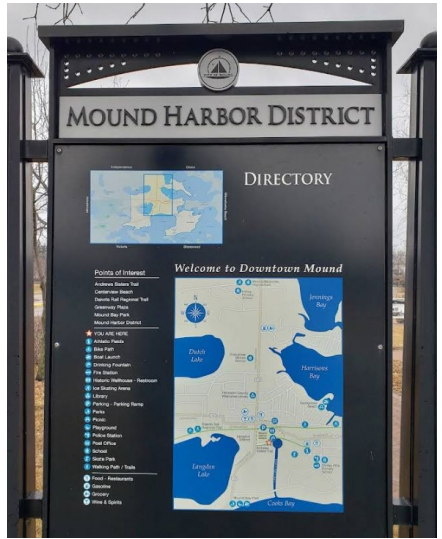 MOUND HARBOR DISTRICT
DIRECTORY
Points of Interest
Andrews Sisters Trail
Centerview Beach
Dakota Rail Regional Trail
Greenway Plaza
Mound Bay Park
Mound Harbor District
YOU ARE HERE
Athletic Fields
Bike Path
Boat Launch
Drinking Fountain
Fire Station
Historic Wellhouse - Restroom
Ice Skating Arena
Library
Parking - Parking Ramp
Parks
Picnic
Playground
Police Station
Post Office
School
Skate Park
Walking Path / Trails
Food - Restaurants
Gasoline
Grocery
Wine & Spirits
Welcome to Downtown Mound
Jennings
Bay
Dutch
Lake
Harrisons
Bay
Langdon
Lake
Cooks Bay